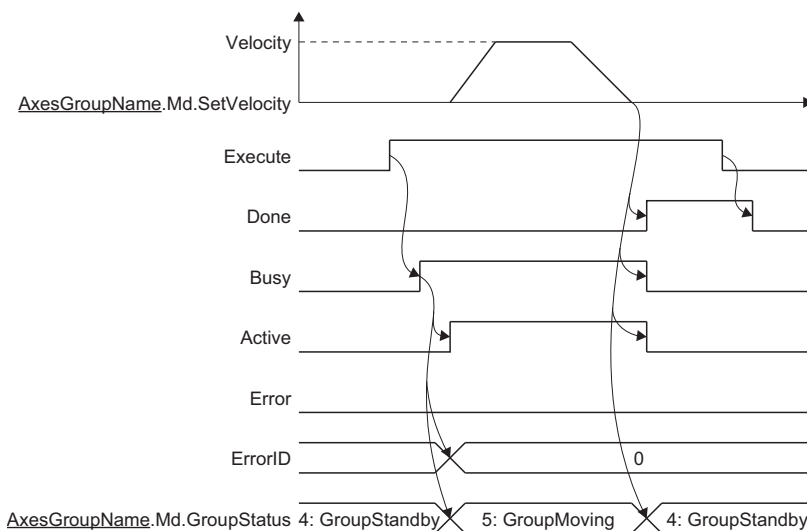 Velocity
AxesGroupName.Md.SetVelocity
Execute
Done
Busy
Active
Error
ErrorID 0
AxesGroupName.Md.GroupStatus 4: GroupStandby 5: GroupMoving 4: GroupStandby